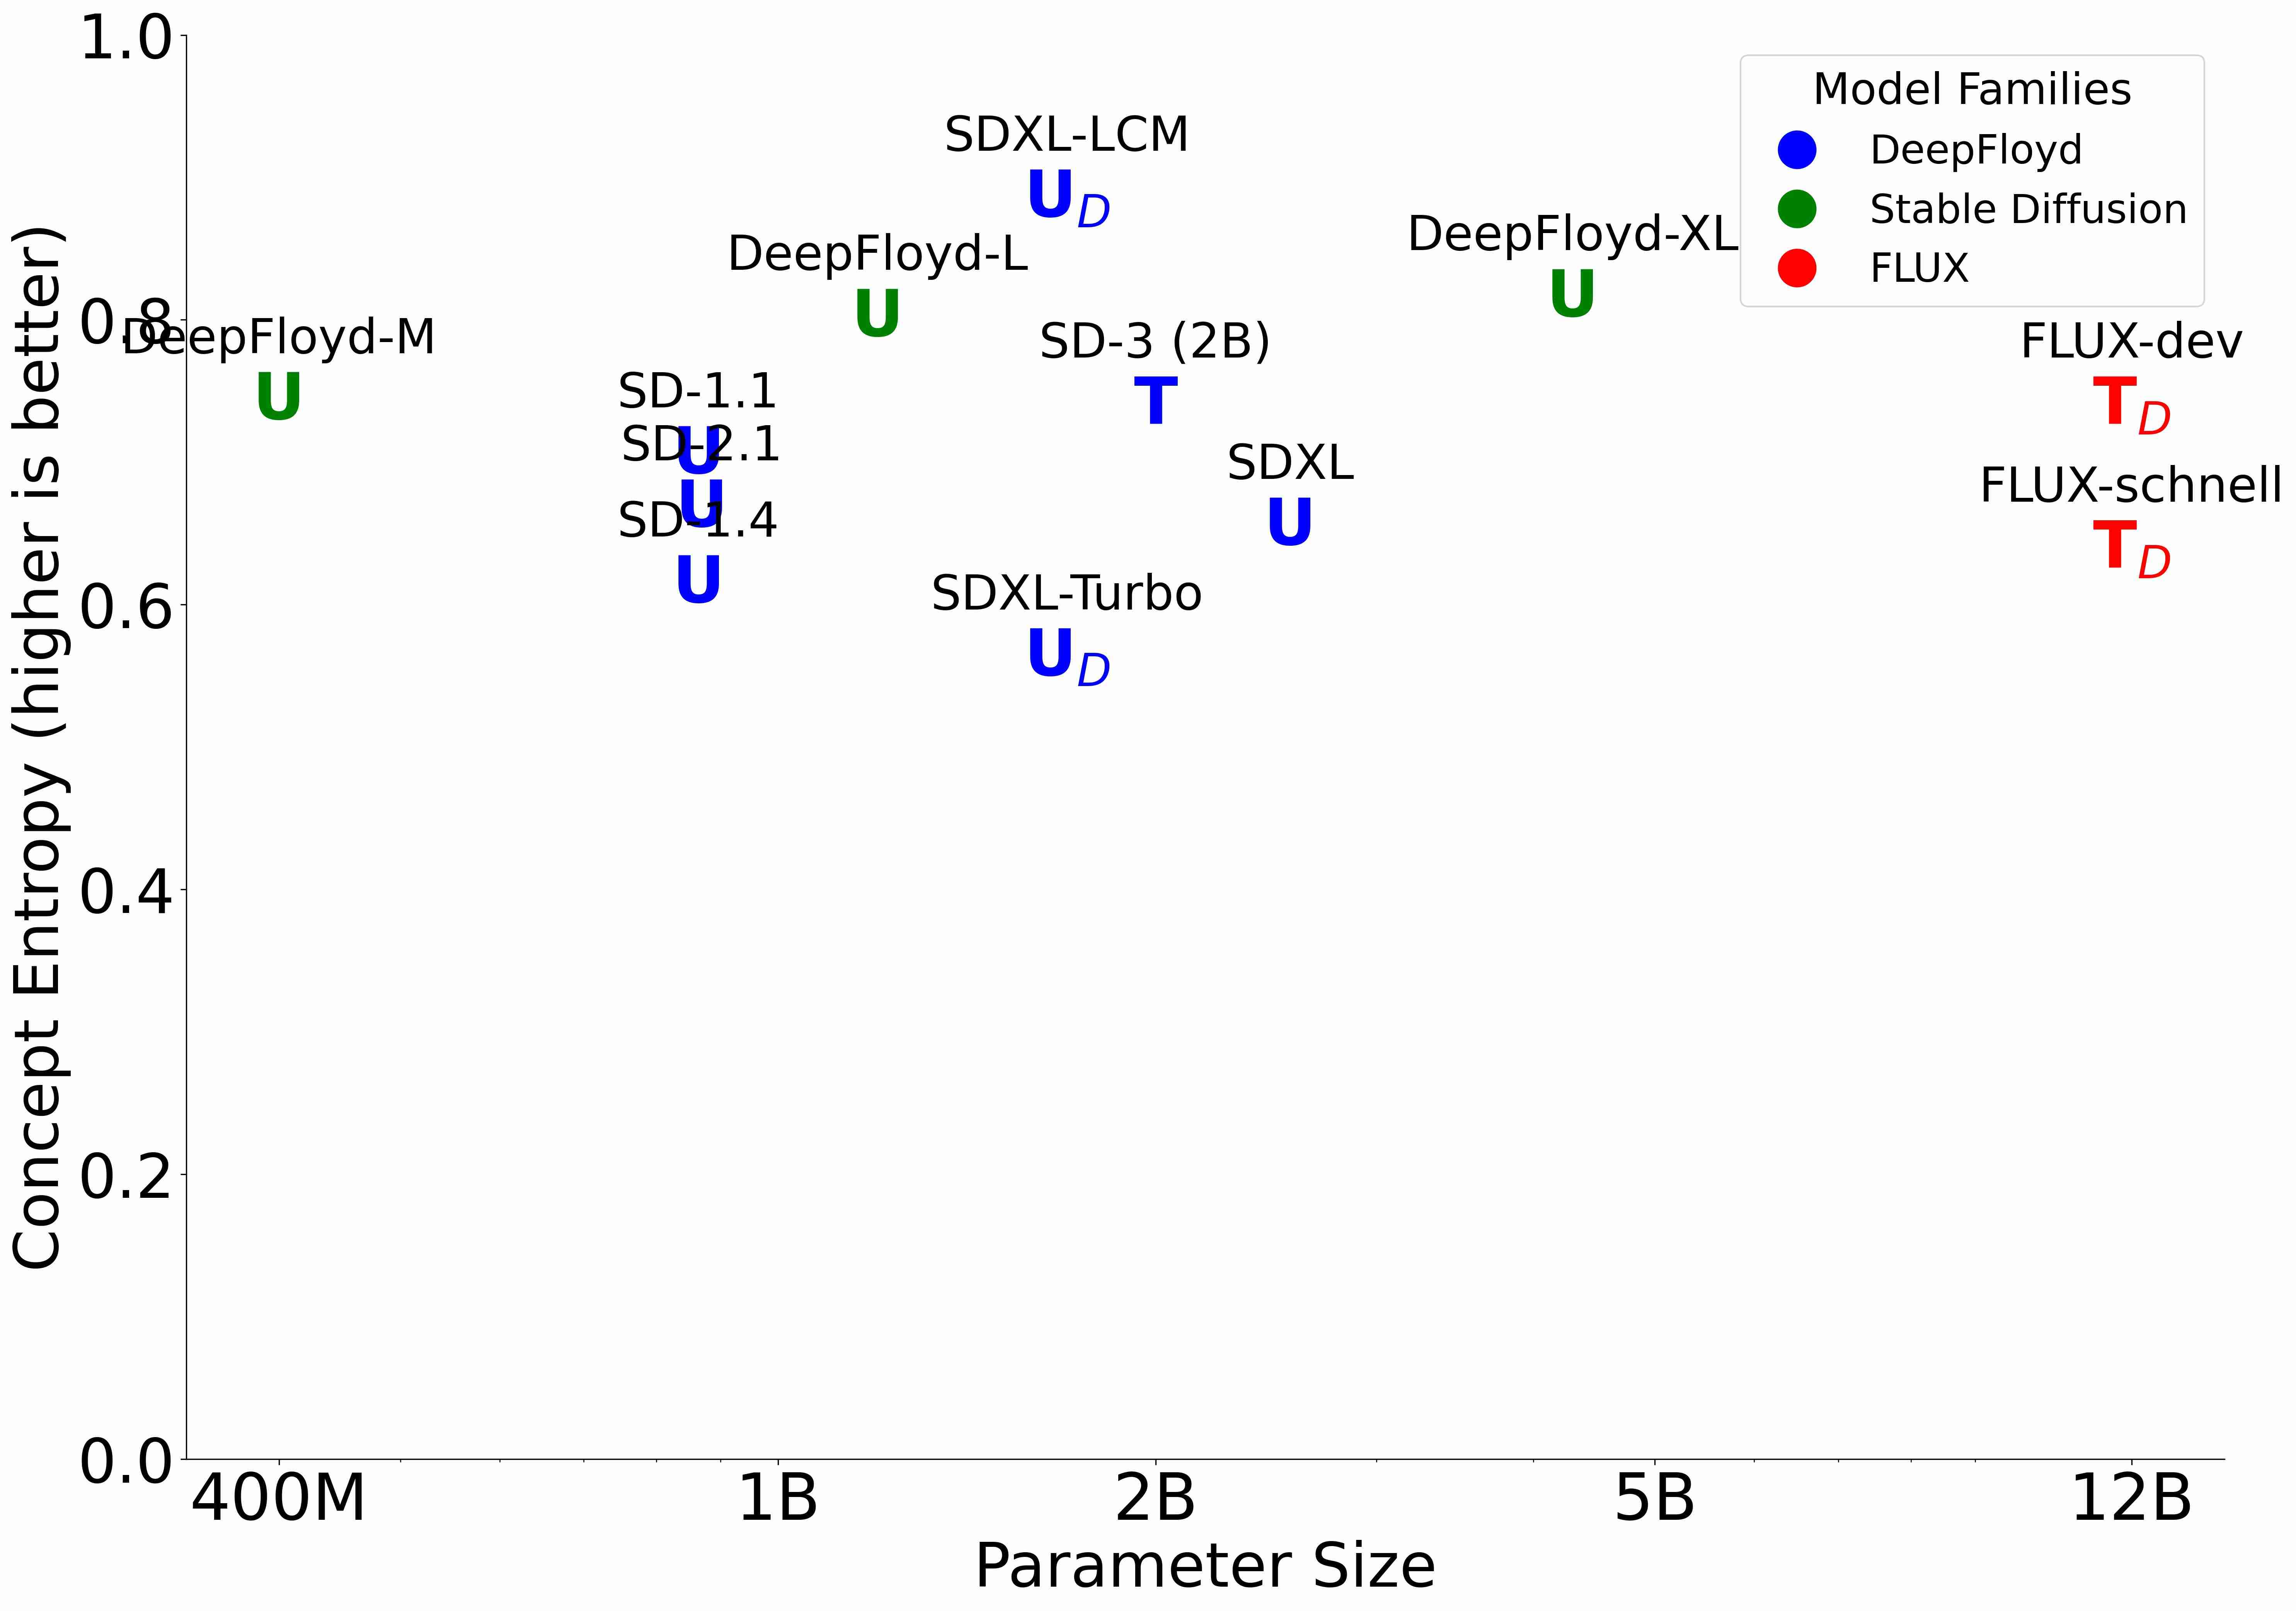 Concept Entropy (higher is better)
1.0
0.8
0.6
0.4
0.2
0.0
Model Families
DeepFloyd
Stable Diffusion
FLUX
SDXL-LCM
U_D
DeepFloyd-XL
U
DeepFloyd-L
U
DeepFloyd-M
U
SD-3 (2B)
T
FLUX-dev
T_D
SD-1.1
U
SD-2.1
U
SDXL
U
FLUX-schnell
T_D
SD-1.4
U
SDXL-Turbo
U_D
400M 1B 2B 5B 12B
Parameter Size